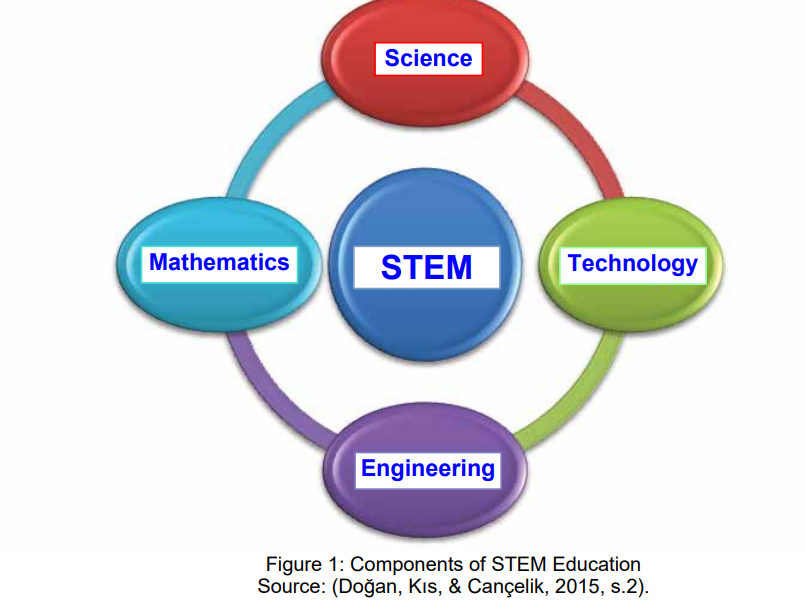 Science
Mathematics
STEM
Technology
Engineering
Figure 1: Components of STEM Education
Source: (Doğan, Kıs, & Cançelik, 2015, s.2).